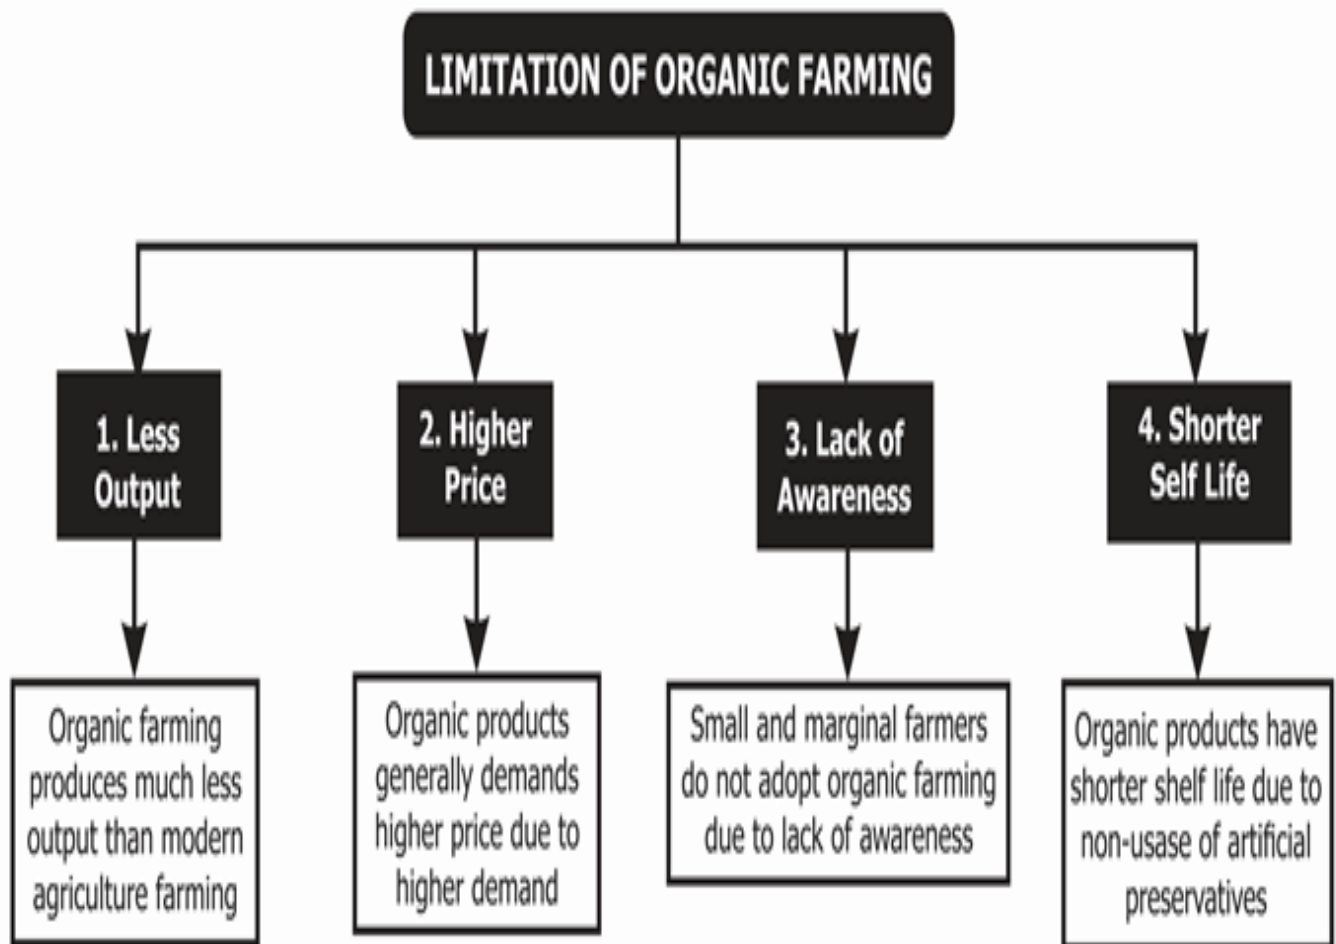 LIMITATION OF ORGANIC FARMING
1. Less
Output
2. Higher
Price
3. Lack of
Awareness
4. Shorter
Self Life
Organic farming
produces much less
output than modern
agriculture farming
Organic products
generally demands
higher price due to
higher demand
Small and marginal farmers
do not adopt organic farming
due to lack of awareness
Organic products have
shorter shelf life due to
non-usase of artificial
preservatives